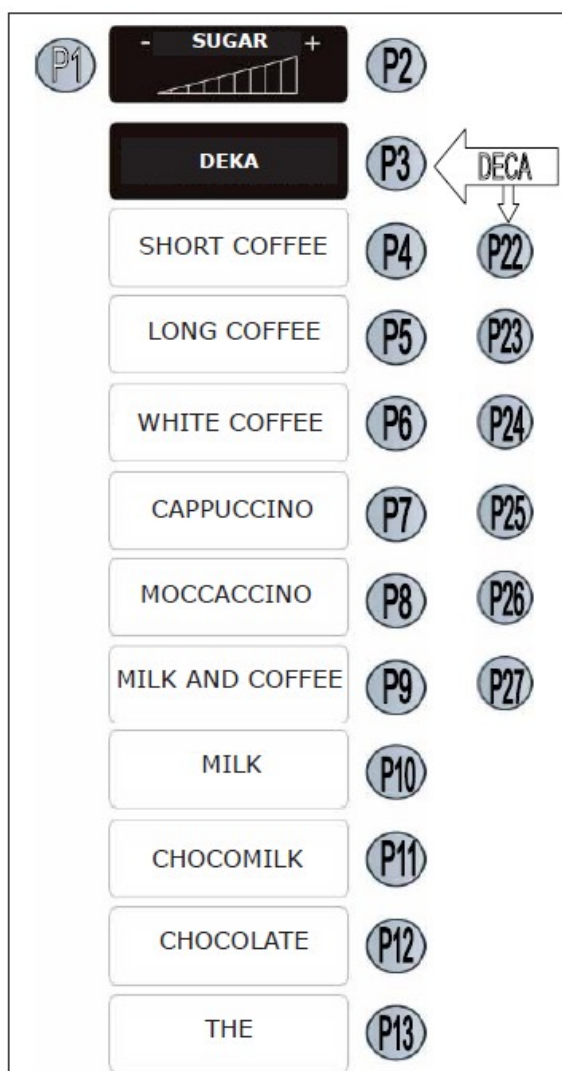 P1 - SUGAR + P2
DEKA P3 DECA
SHORT COFFEE P4 P22
LONG COFFEE P5 P23
WHITE COFFEE P6 P24
CAPPUCCINO P7 P25
MOCCACCINO P8 P26
MILK AND COFFEE P9 P27
MILK P10
CHOCOMILK P11
CHOCOLATE P12
THE P13